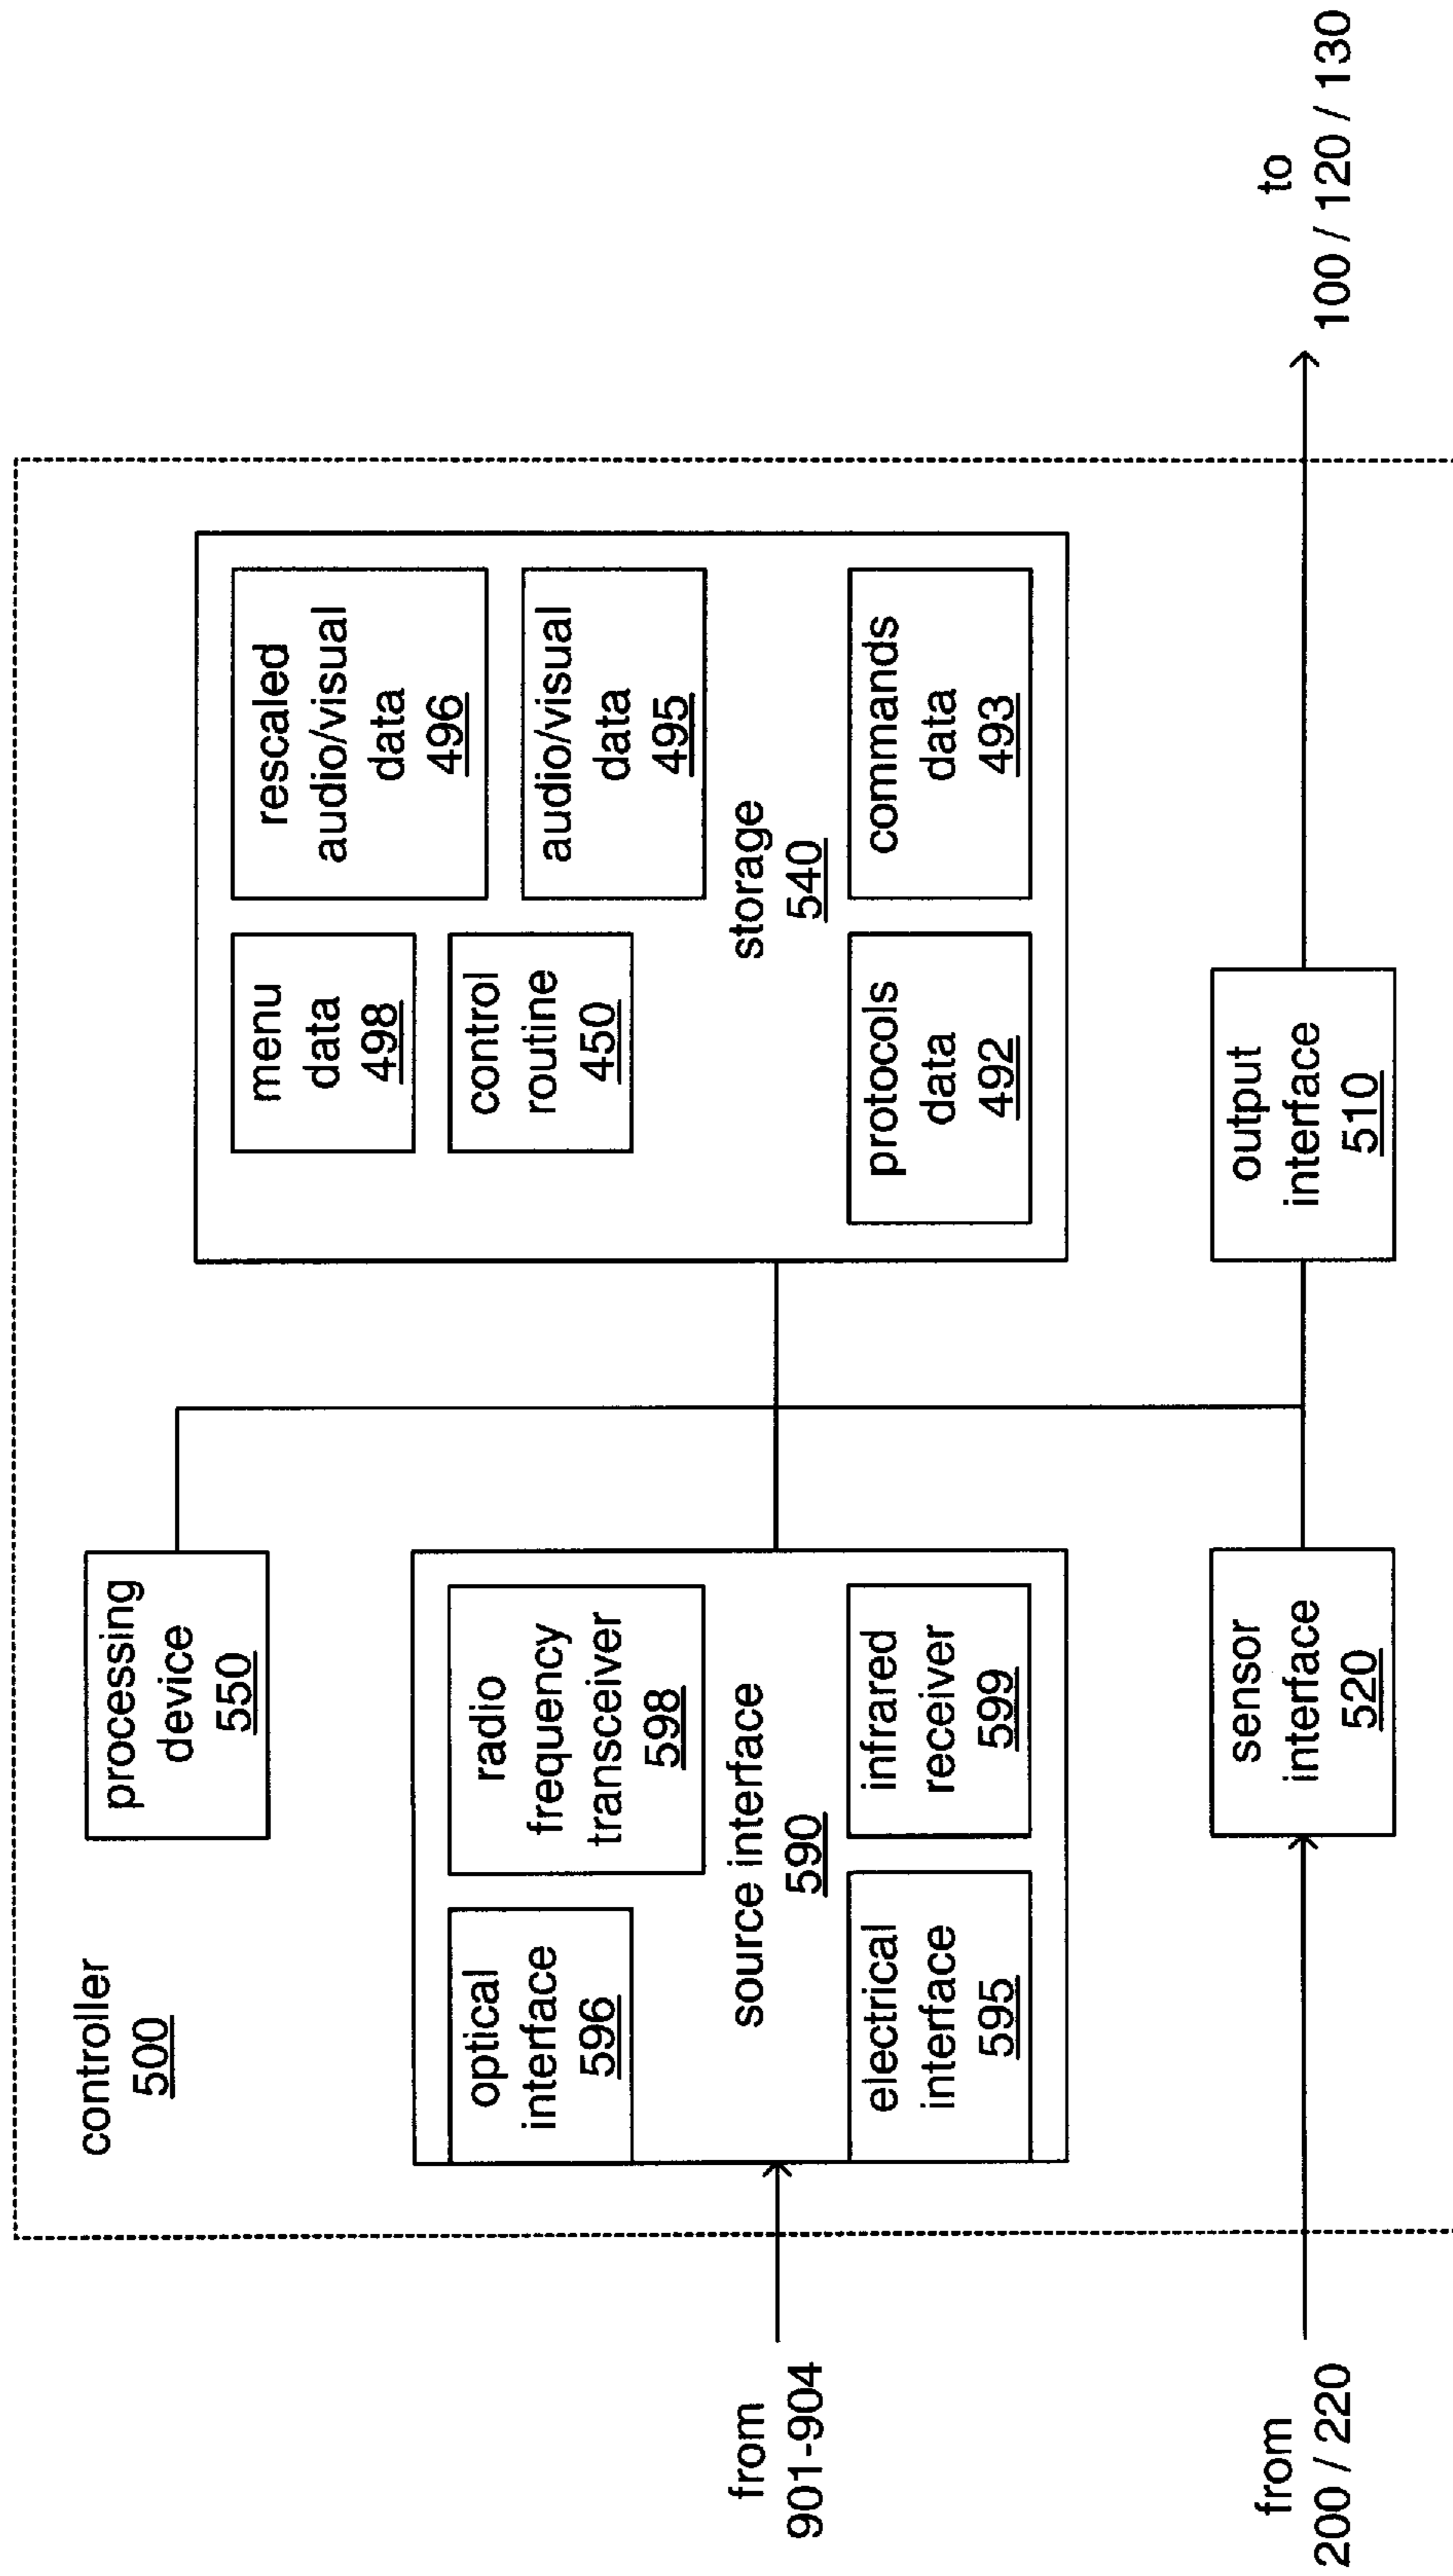 controller
500
processing
device
550
optical
interface
596
radio
frequency
transceiver
598
source interface
590
electrical
interface
595
infrared
receiver
599
sensor
interface
520
menu
data
498
rescaled
audio/visual
data
496
control
routine
450
audio/visual
data
495
storage
540
protocols
data
492
commands
data
493
output
interface
510
from
901-904
from
200 / 220
to
100 / 120 / 130